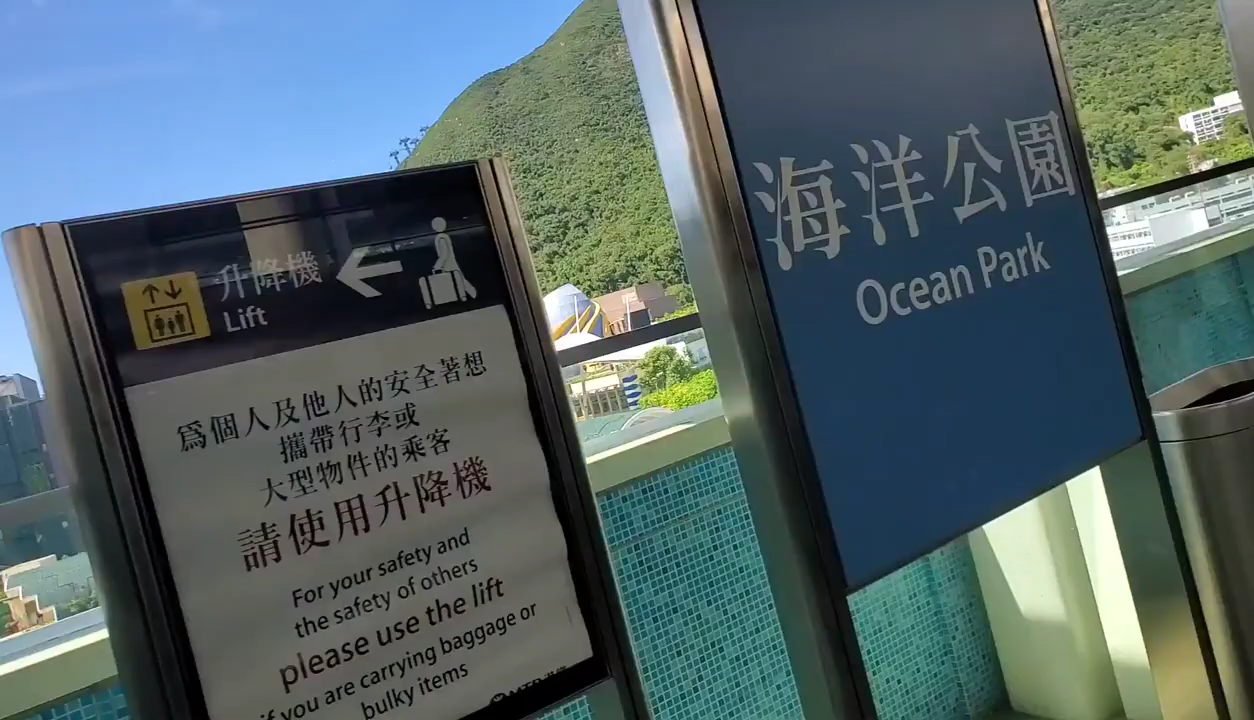 升降機
Lift
為個人及他人的安全著想
攜帶行李或
大型物件的乘客
請使用升降機
For your safety and
the safety of others
please use the lift
if you are carrying baggage or
bulky items
MTR
海洋公園
Ocean Park